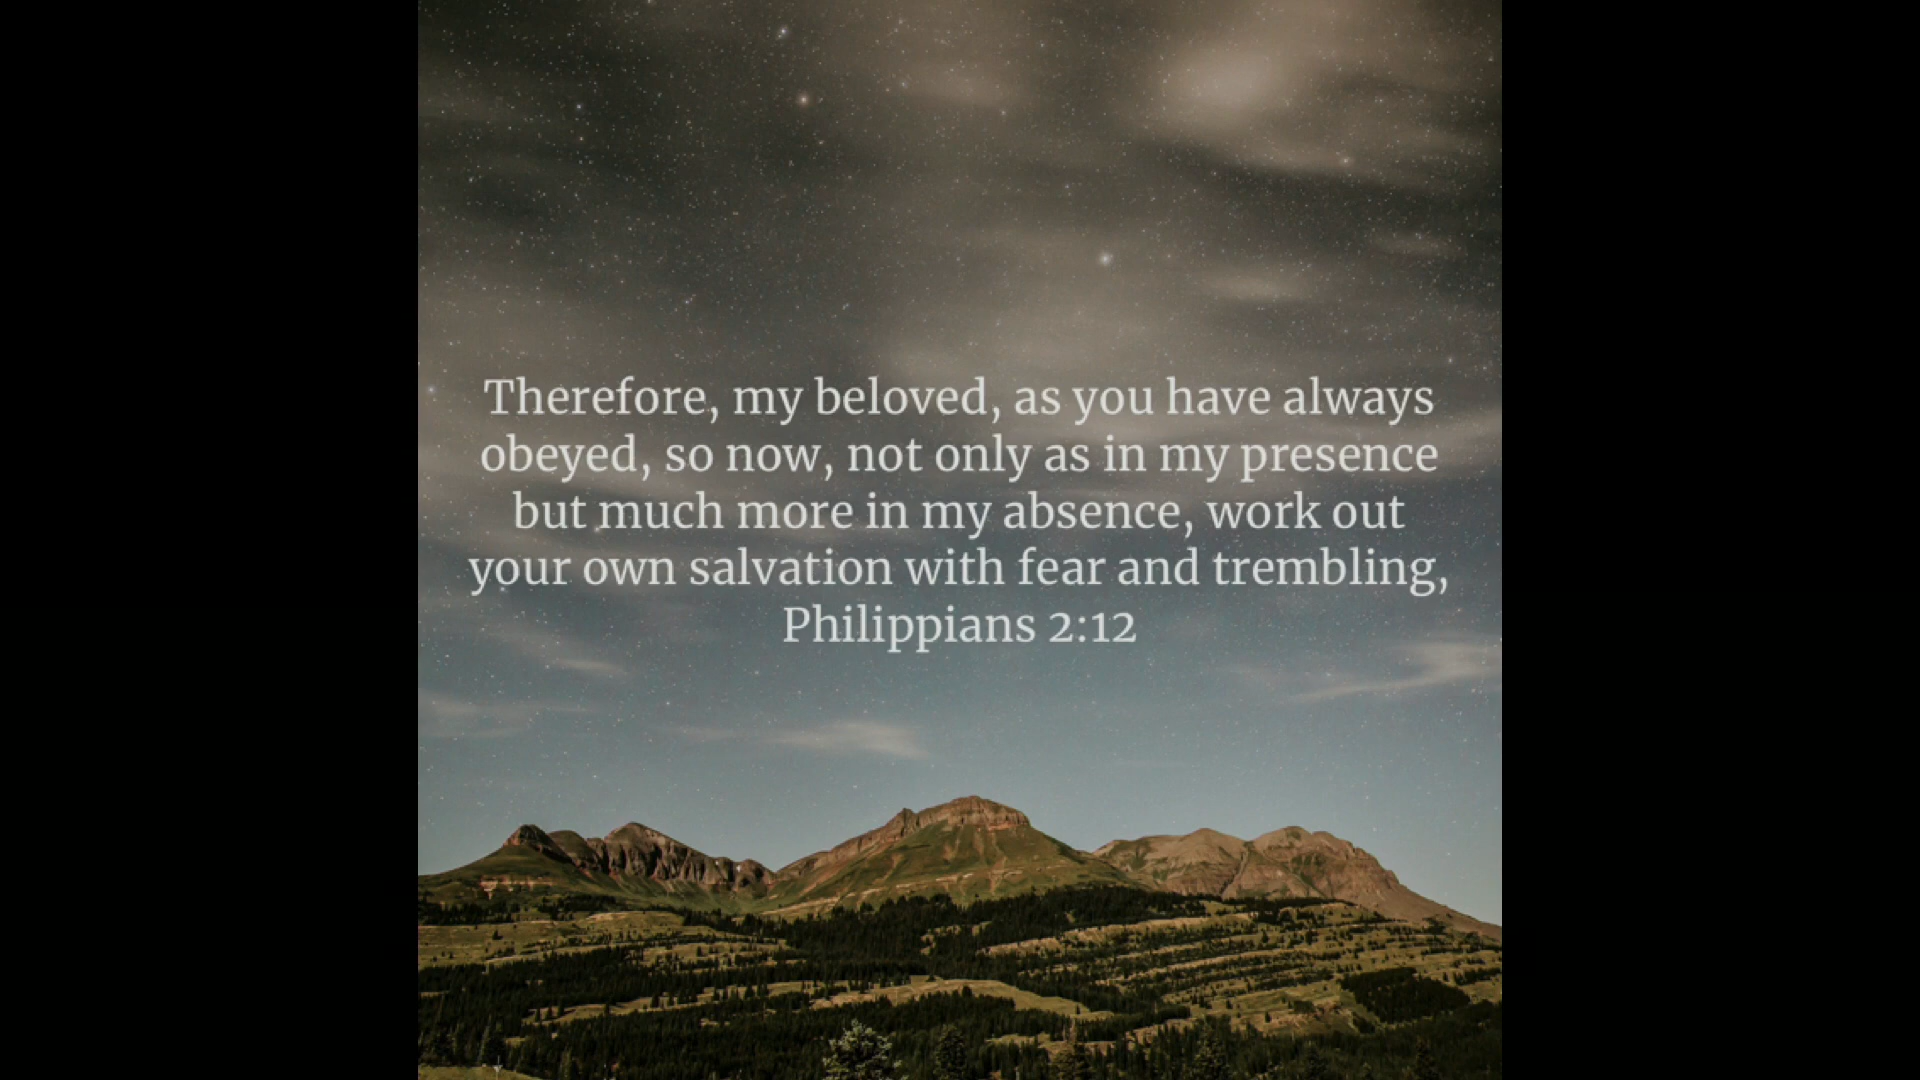 Therefore, my beloved, as you have always
obeyed, so now, not only as in my presence
but much more in my absence, work out
your own salvation with fear and trembling,
Philippians 2:12